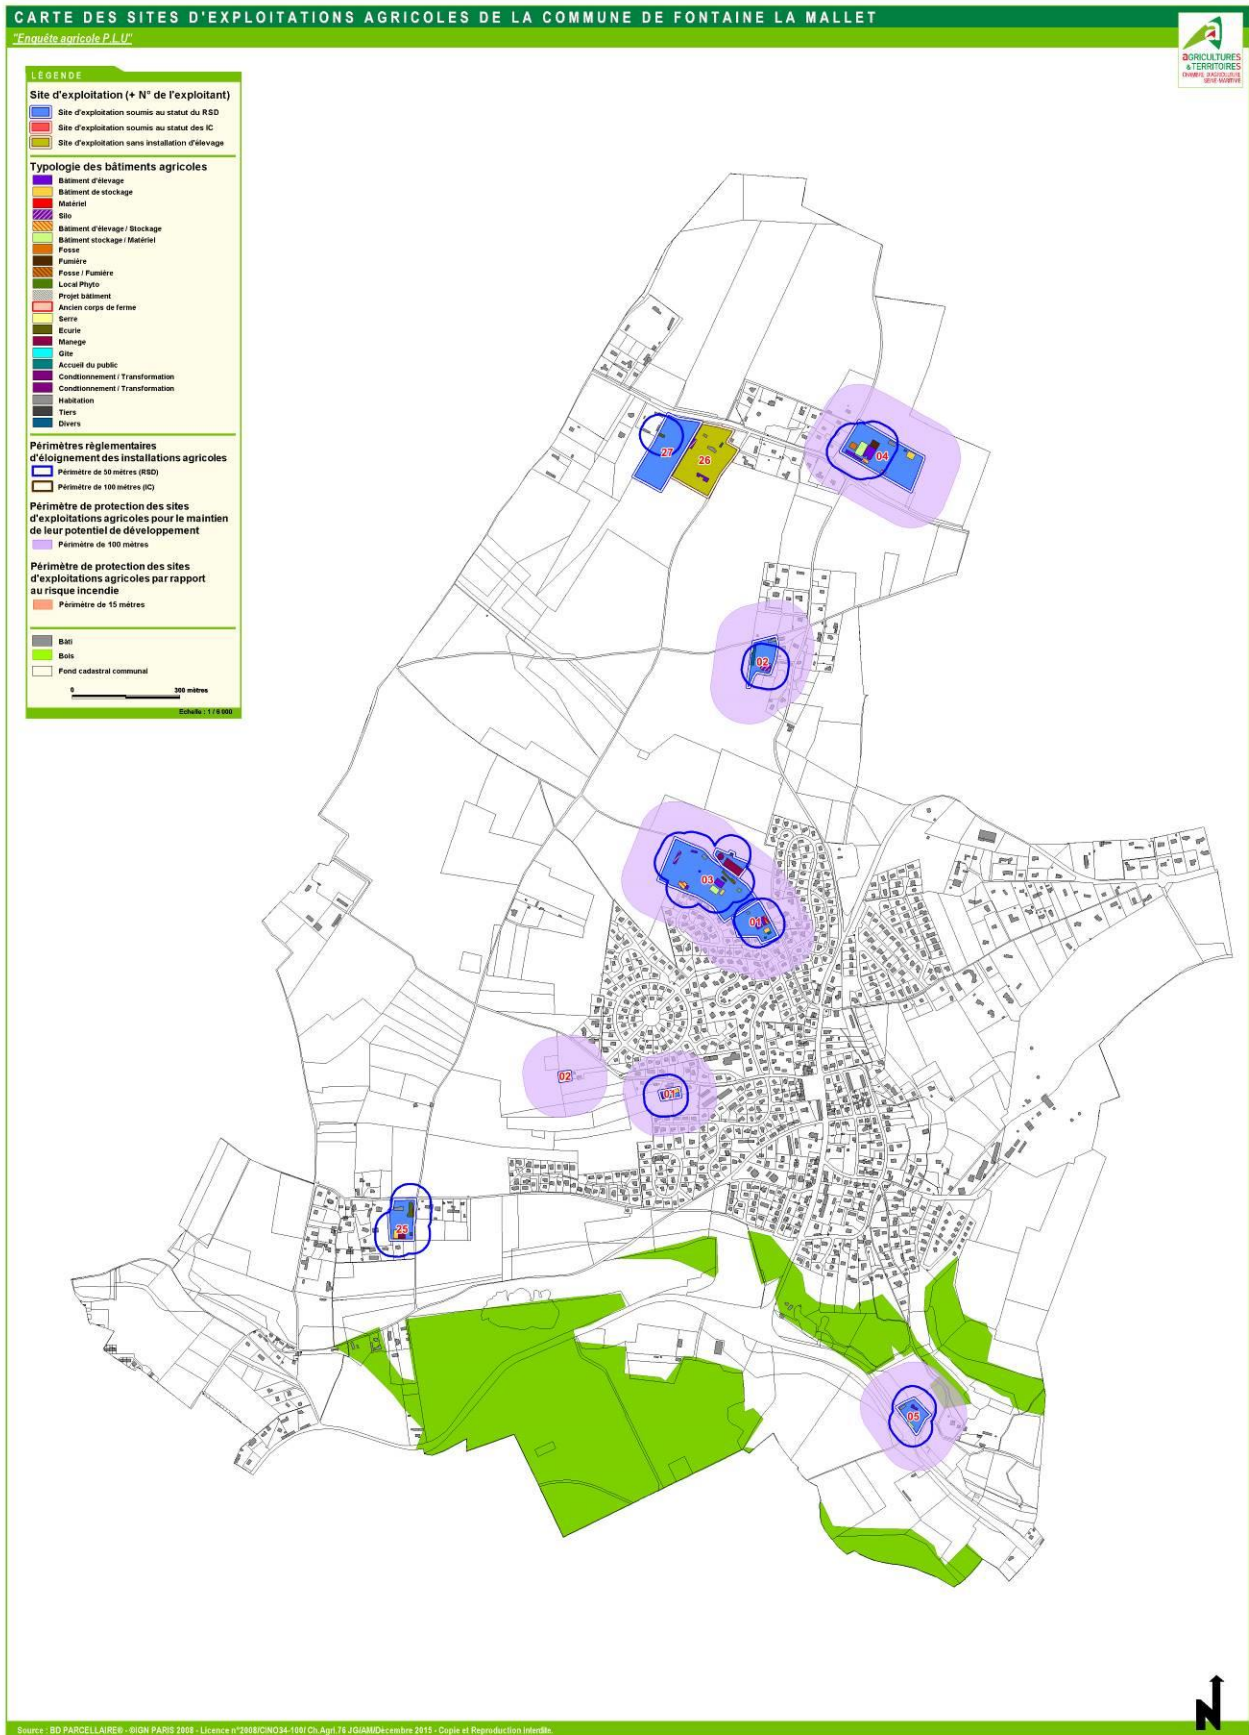 CARTE DES SITES D'EXPLOITATIONS AGRICOLES DE LA COMMUNE DE FONTAINE LA MALLET
"Enquête agricole P.L.U"
AGRICULTURES
& TERRITOIRES
CHAMBRE D'AGRICULTURE
SEINE-MARITIME
LÉGENDE
Site d'exploitation (+ N° de l'exploitant)
Site d'exploitation soumis au statut du RSD
Site d'exploitation soumis au statut des IC
Site d'exploitation sans installation d'élevage
Typologie des bâtiments agricoles
Bâtiment d'élevage
Bâtiment de stockage
Matériel
Silo
Bâtiment d'élevage / Stockage
Bâtiment stockage / Matériel
Fosse
Fumière
Fosse / Fumière
Local Phyto
Projet bâtiment
Ancien corps de ferme
Serre
Ecurie
Manege
Gite
Accueil du public
Condtionnement / Transformation
Condtionnement / Transformation
Habitation
Tiers
Divers
Périmètres règlementaires
d'éloignement des installations agricoles
Périmètre de 50 mètres (RSD)
Périmètre de 100 mètres (IC)
Périmètre de protection des sites
d'exploitations agricoles pour le maintien
de leur potentiel de développement
Périmètre de 100 mètres
Périmètre de protection des sites
d'exploitations agricoles par rapport
au risque incendie
Périmètre de 15 mètres
Bâti
Bois
Fond cadastral communal
0 300 mètres
Echelle : 1 / 6 000
27
26
04
02
03
01
02
01
25
05
N
Source : BD PARCELLAIRE® - ©IGN PARIS 2008 - Licence n°2008/CINO34-100/ Ch.Agri.76 JG/AM/Décembre 2015 - Copie et Reproduction interdite.